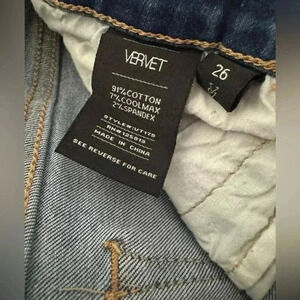 VERVET
91%COTTON
7%COOLMAX
2%SPANDEX
MADE IN CHINA
SEE REVERSE FOR CARE
26